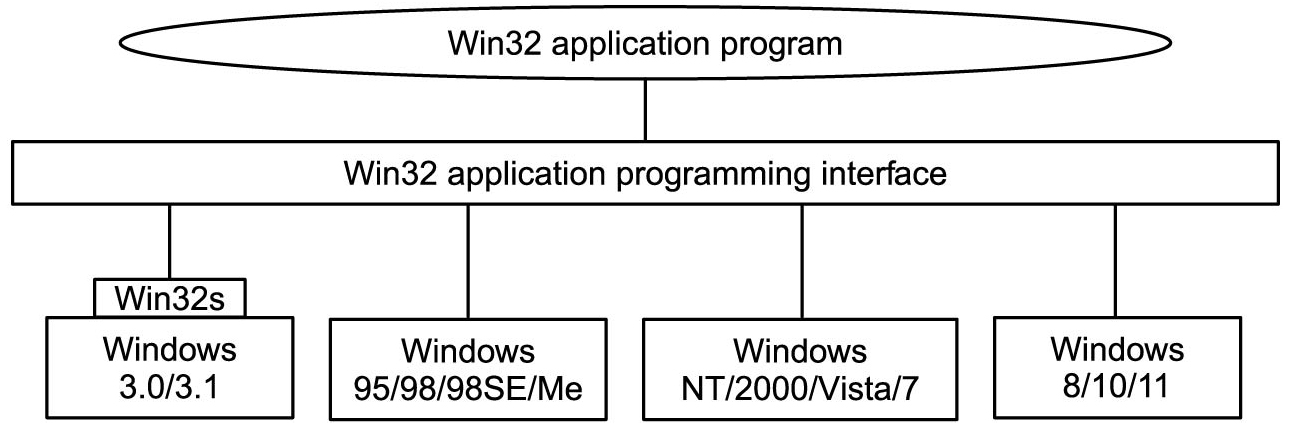 Win32 application program
Win32 application programming interface
Win32s
Windows
3.0/3.1
Windows
95/98/98SE/Me
Windows
NT/2000/Vista/7
Windows
8/10/11